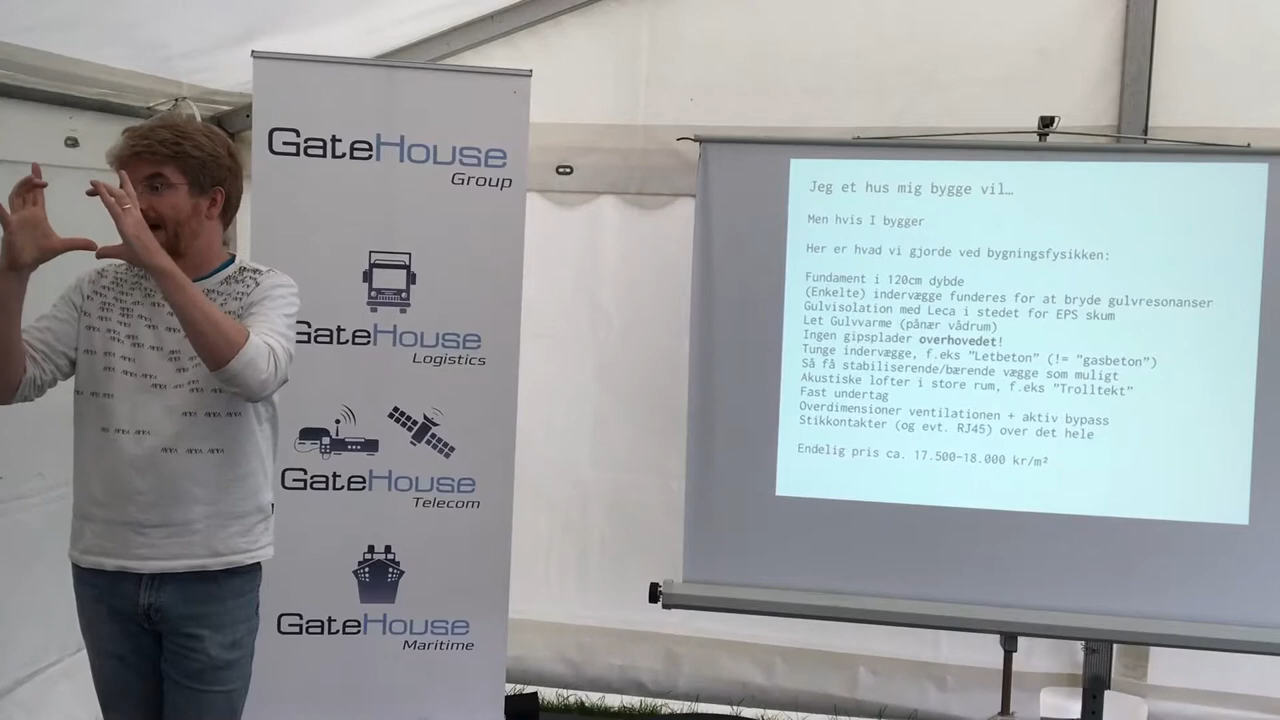 GateHouse
Group
GateHouse
Logistics
GateHouse
Telecom
GateHouse
Maritime
Jeg et hus mig bygge vil…
Men hvis I bygger
Her er hvad vi gjorde ved bygningsfysikken:
Fundament i 120cm dybde
(Enkelte) indervægge funderes for at bryde gulvresonanser
Gulvisolation med Leca i stedet for EPS skum
Let Gulvvarme (pånær vådrum)
Ingen gipsplader overhovedet!
Tunge indervægge, f.eks "Letbeton" (!= "gasbeton")
Så få stabiliserende/bærende vægge som muligt
Akustiske lofter i store rum, f.eks "Trolltekt"
Fast undertag
Overdimensioner ventilationen + aktiv bypass
Stikkontakter (og evt. RJ45) over det hele
Endelig pris ca. 17.500-18.000 kr/m²